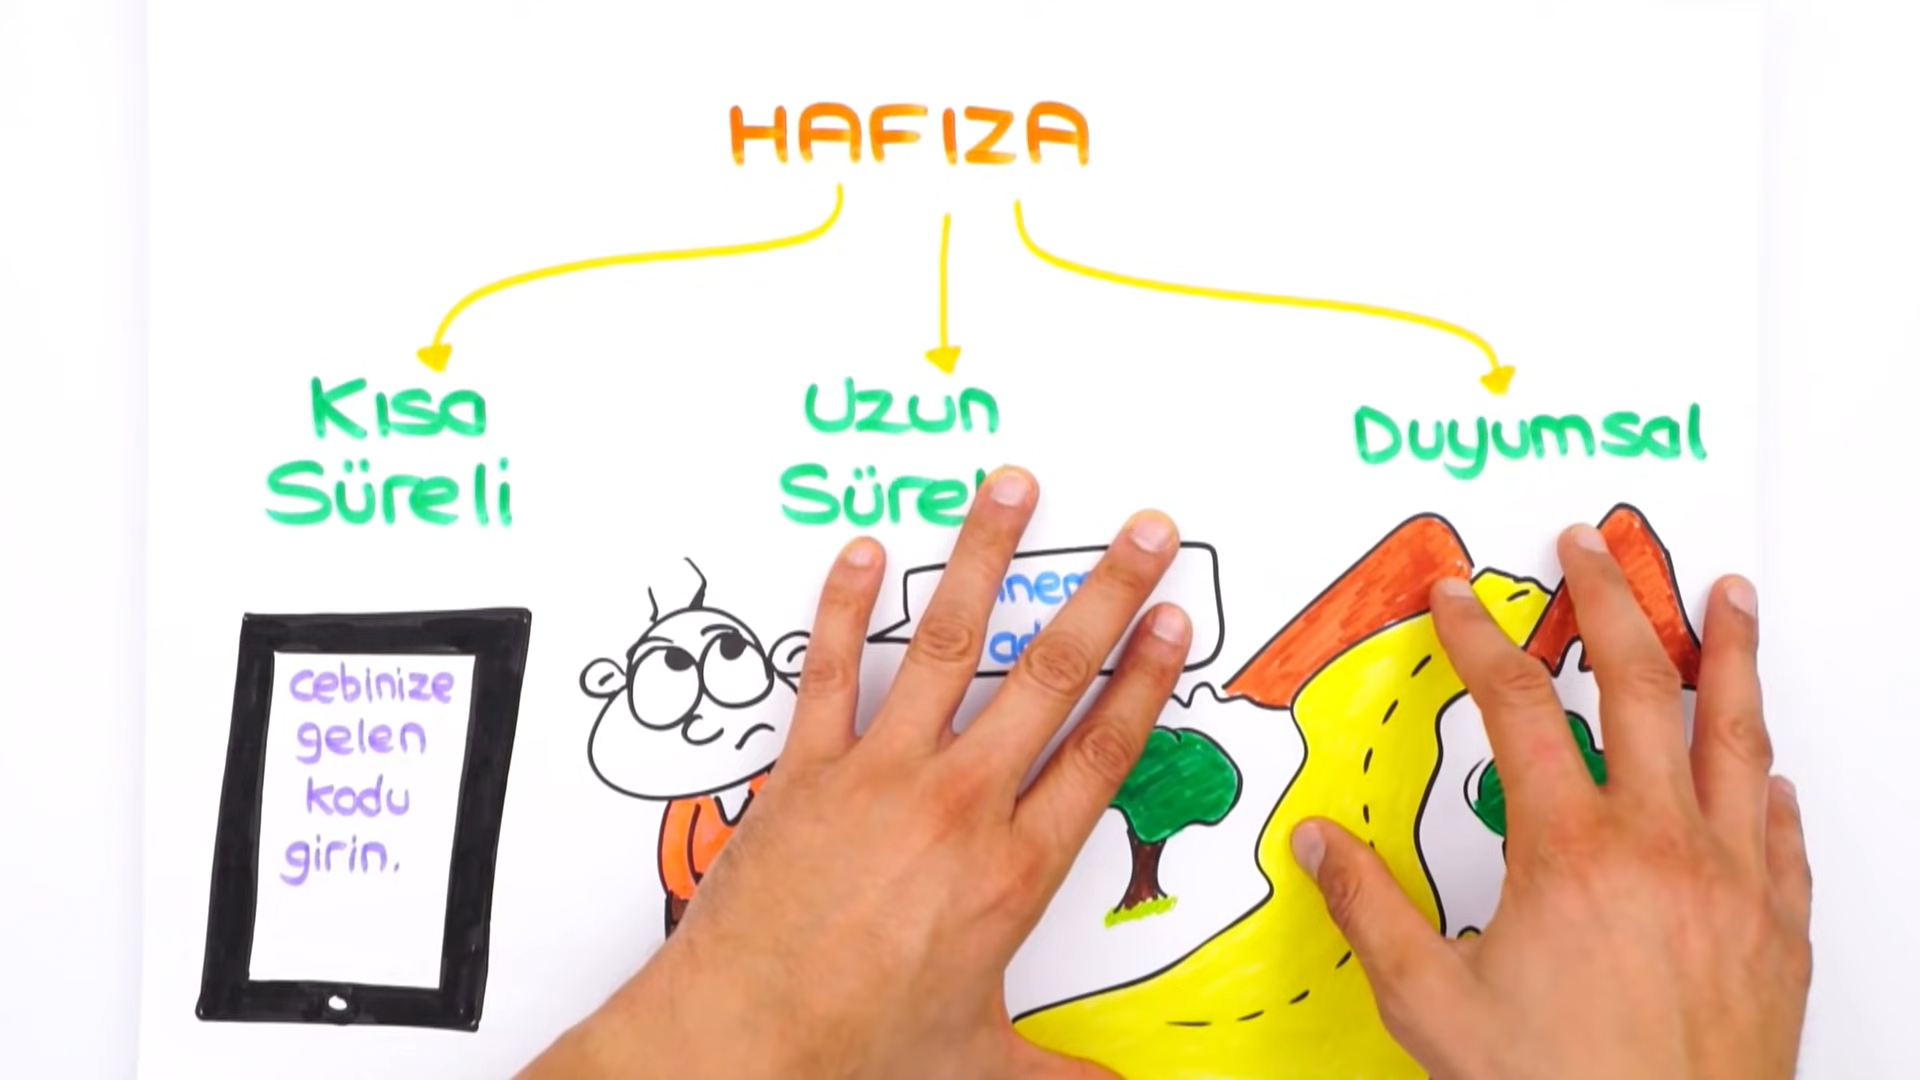 HAFIZA
Kısa
Süreli
Uzun
Duyumsal
cebinize
gelen
kodu
girin.